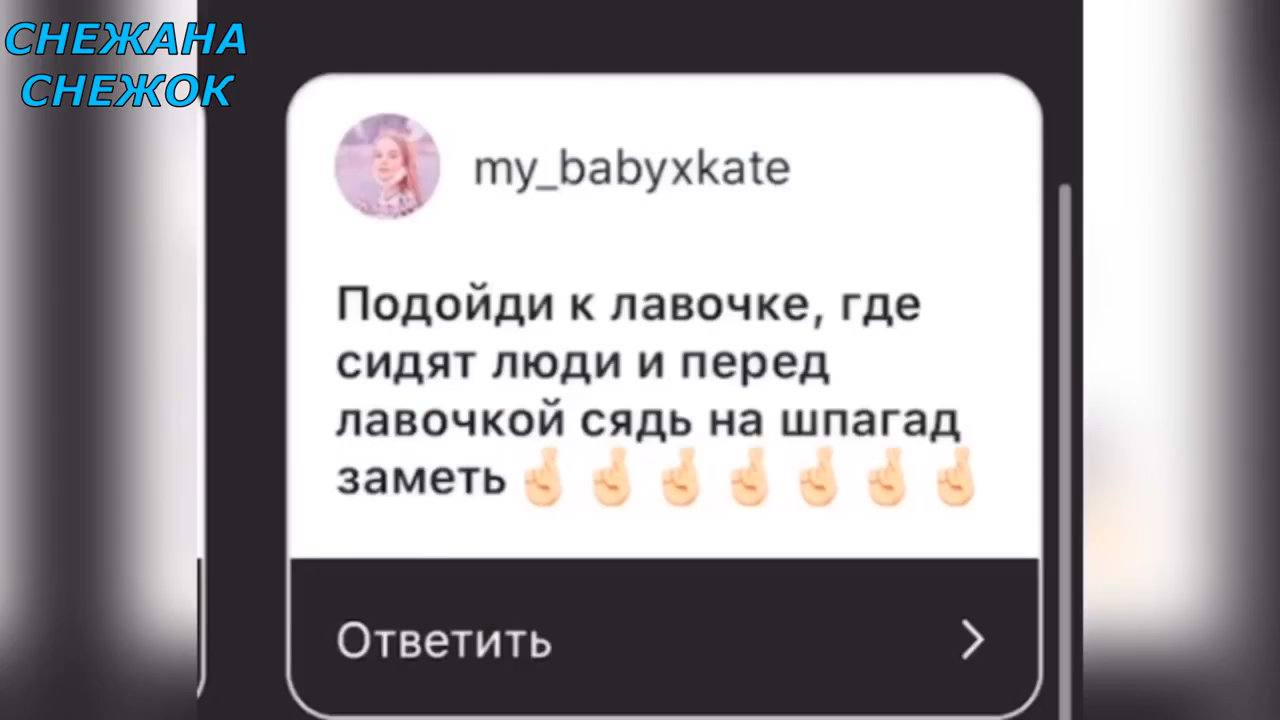 СНЕЖАНА
СНЕЖОК
my_babyxkate
Подойди к лавочке, где
сидят люди и перед
лавочкой сядь на шпагад
заметь 🤞🏻🤞🏻🤞🏻🤞🏻🤞🏻🤞🏻🤞🏻
Ответить